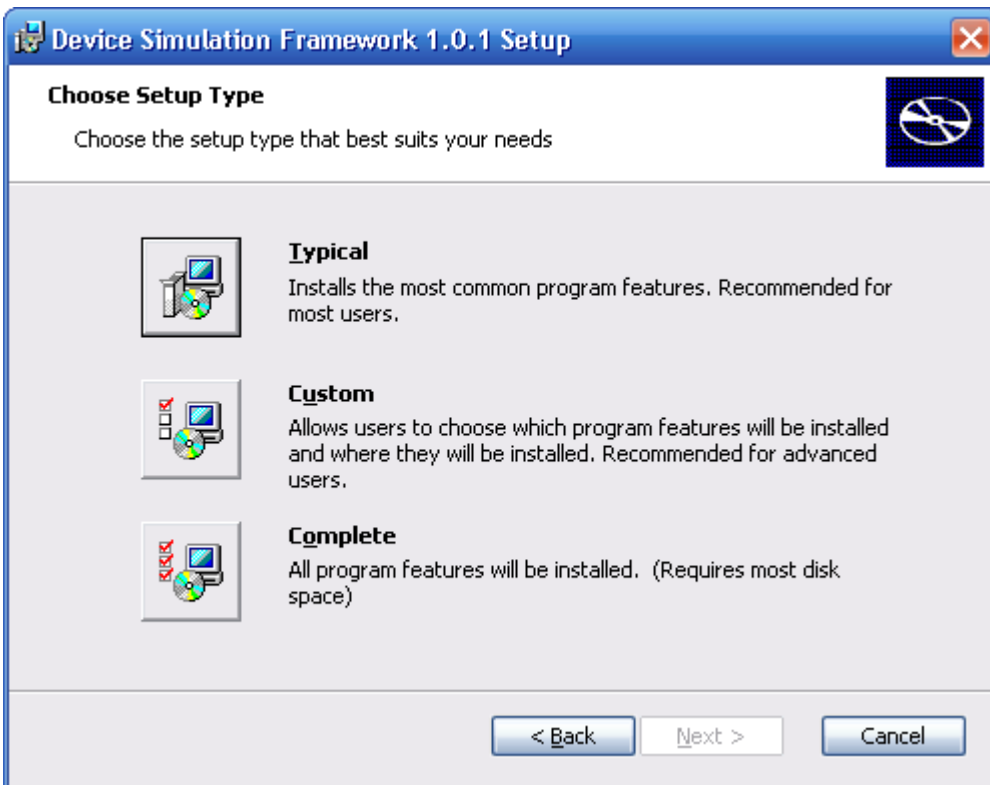 Device Simulation Framework 1.0.1 Setup
Choose Setup Type
Choose the setup type that best suits your needs
Typical
Installs the most common program features. Recommended for
most users.
Custom
Allows users to choose which program features will be installed
and where they will be installed. Recommended for advanced
users.
Complete
All program features will be installed.  (Requires most disk
space)
< Back
Next >
Cancel